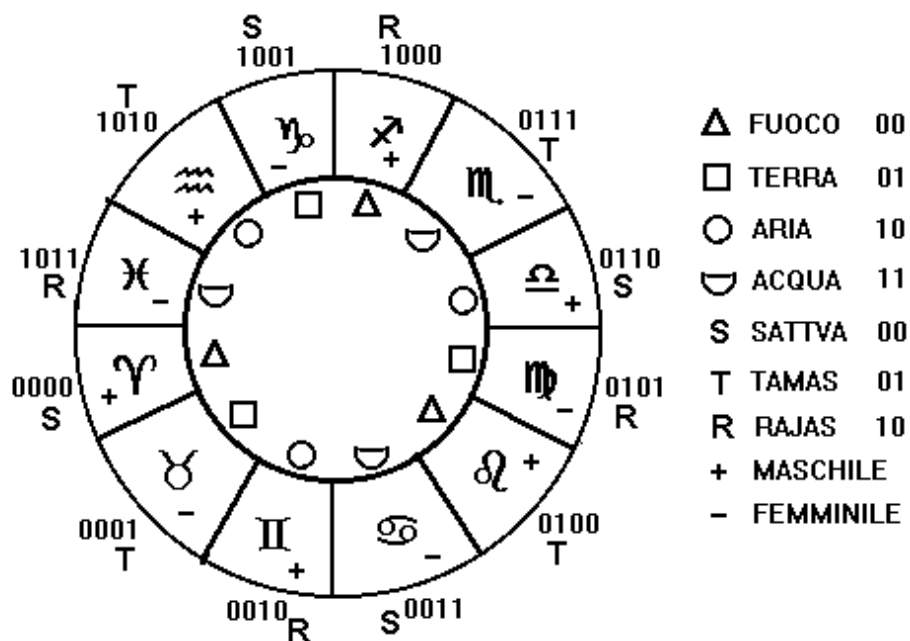 S
1001
R
1000
T
1010
0111
T
♑ −
♐ +
♒ +
♏ −
1011
R
♓ −
0110
S
♎ +
0000
S
+ ♈
♍ −
0101
R
♉ −
♌ +
0001
T
♊ +
♋ −
0100
T
0010 R
S 0011
△ FUOCO 00
□ TERRA 01
○ ARIA 10
ACQUA 11
S SATTVA 00
T TAMAS 01
R RAJAS 10
+ MASCHILE
− FEMMINILE